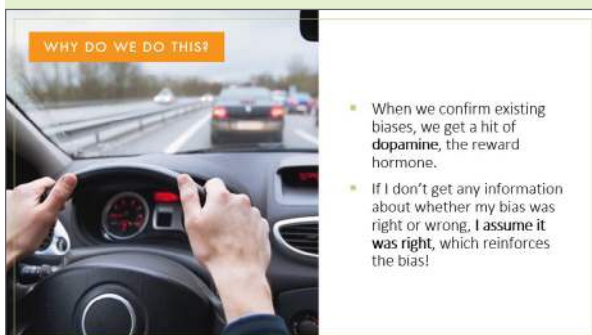 WHY DO WE DO THIS?
When we confirm existing
biases, we get a hit of
dopamine, the reward
hormone.
If I don't get any information
about whether my bias was
right or wrong, I assume it
was right, which reinforces
the bias!